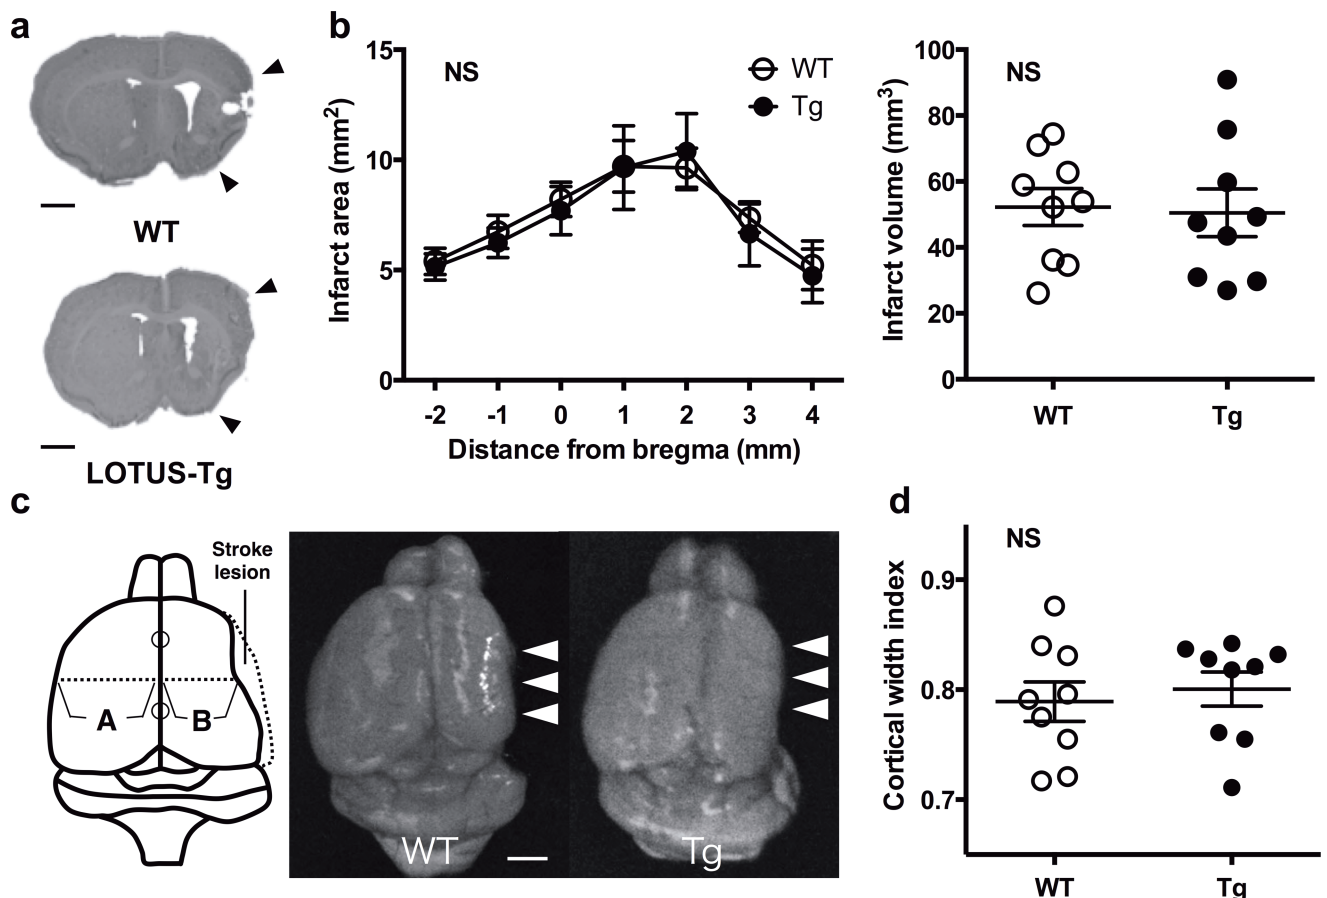 a
WT
LOTUS-Tg
b
NS
WT
Tg
15
10
5
0
Infarct area (mm²)
-2 -1 0 1 2 3 4
Distance from bregma (mm)
NS
100
80
60
40
20
0
Infarct volume (mm³)
WT Tg
c
Stroke
lesion
A B
WT
Tg
d
NS
0.9
0.8
0.7
Cortical width index
WT Tg